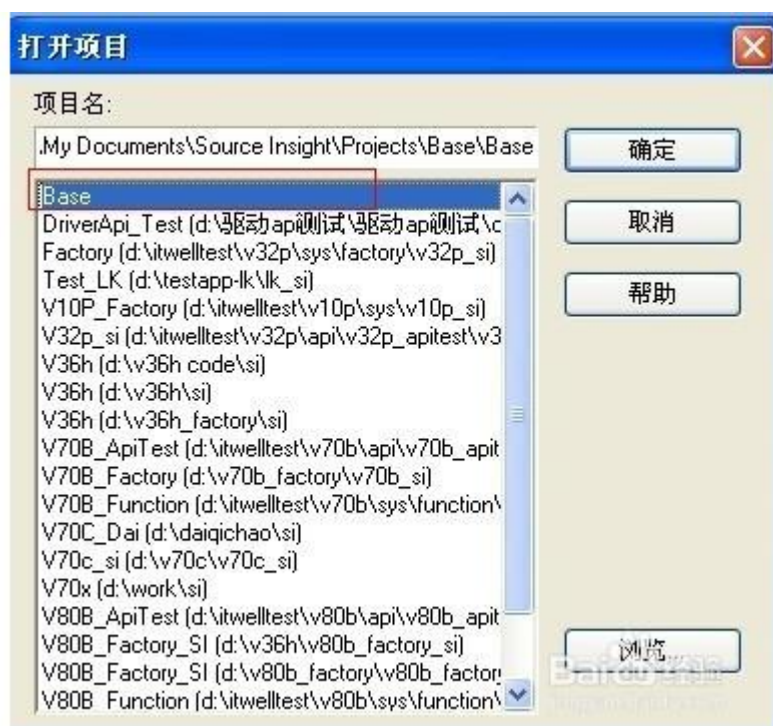 打开项目
项目名:
.My Documents\Source Insight\Projects\Base\Base
确定
Base
取消
DriverApi_Test (d:\驱动api测试\驱动api测试\c
Factory (d:\itwelltest\v32p\sys\factory\v32p_si)
Test_LK (d:\testapp-lk\lk_si)
帮助
V10P_Factory (d:\itwelltest\v10p\sys\v10p_si)
V32p_si (d:\itwelltest\v32p\api\v32p_apitest\v3
V36h (d:\v36h code\si)
V36h (d:\v36h\si)
V36h (d:\v36h_factory\si)
V70B_ApiTest (d:\itwelltest\v70b\api\v70b_apit
V70B_Factory (d:\v70b_factory\v70b_si)
V70B_Function (d:\itwelltest\v70b\sys\function\
V70C_Dai (d:\daiqichao\si)
V70c_si (d:\v70c\v70c_si)
V70x (d:\work\si)
V80B_ApiTest (d:\itwelltest\v80b\api\v80b_apit
V80B_Factory_SI (d:\v36h\v80b_factory_si)
浏览...
V80B_Factory_SI (d:\v80b_factory\v80b_factor
Baidu 经验
V80B_Function (d:\itwelltest\v80b\sys\function\